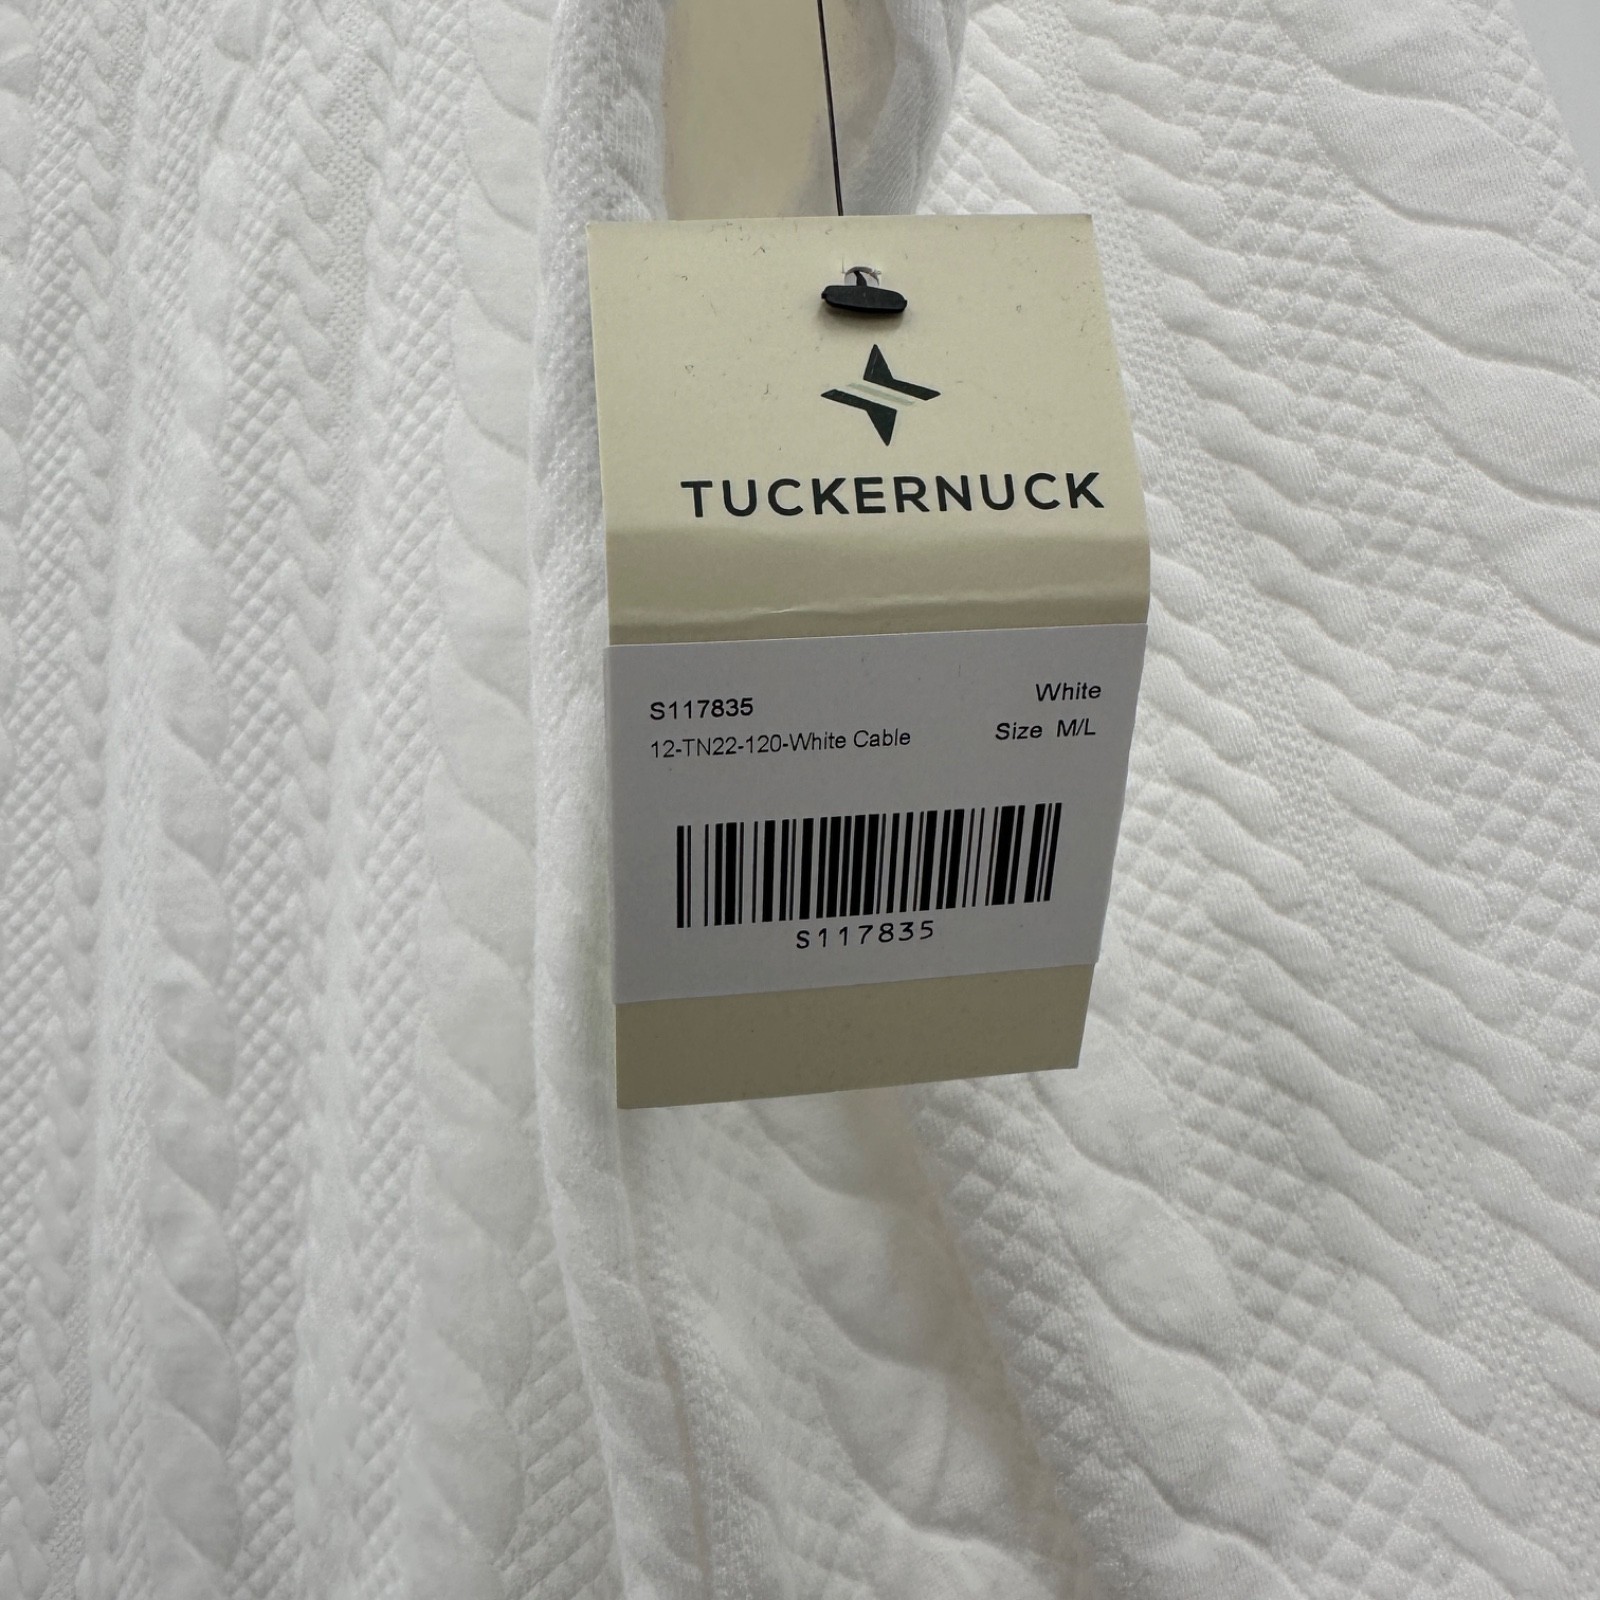 TUCKERNUCK
S117835
White
12-TN22-120-White Cable
Size M/L
S117835